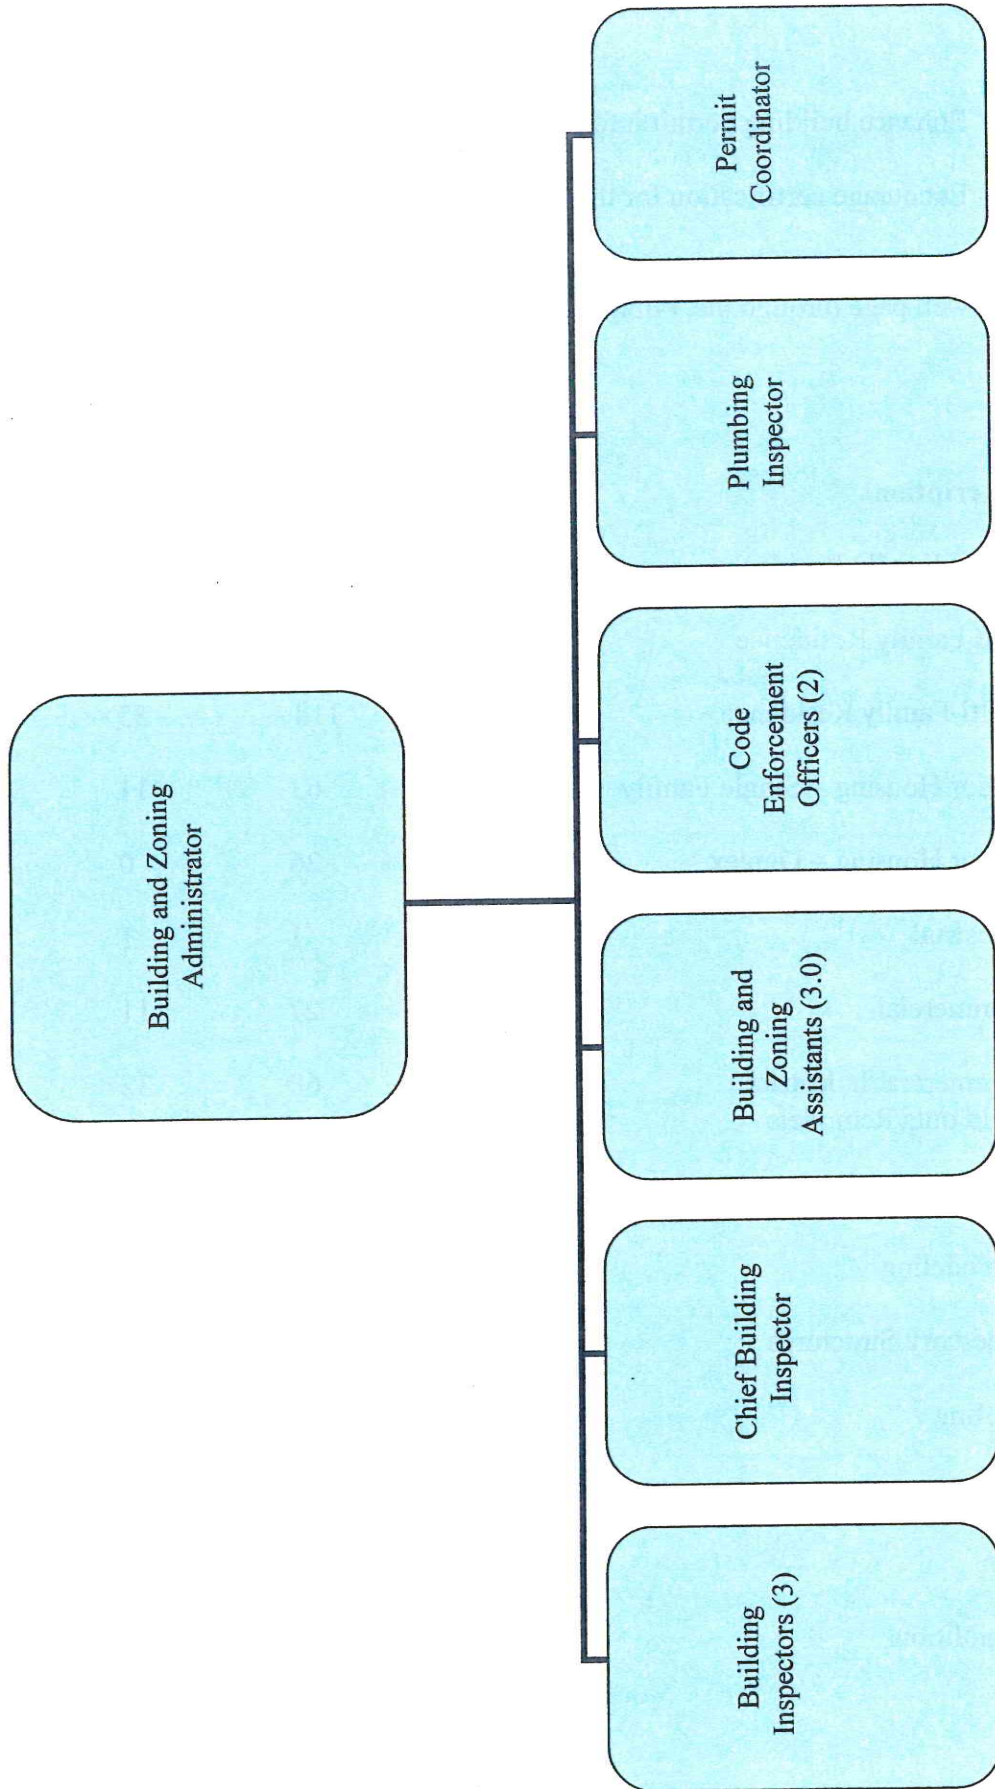 Building and Zoning
Administrator
Building
Inspectors (3)
Chief Building
Inspector
Building and
Zoning
Assistants (3.0)
Code
Enforcement
Officers (2)
Plumbing
Inspector
Permit
Coordinator